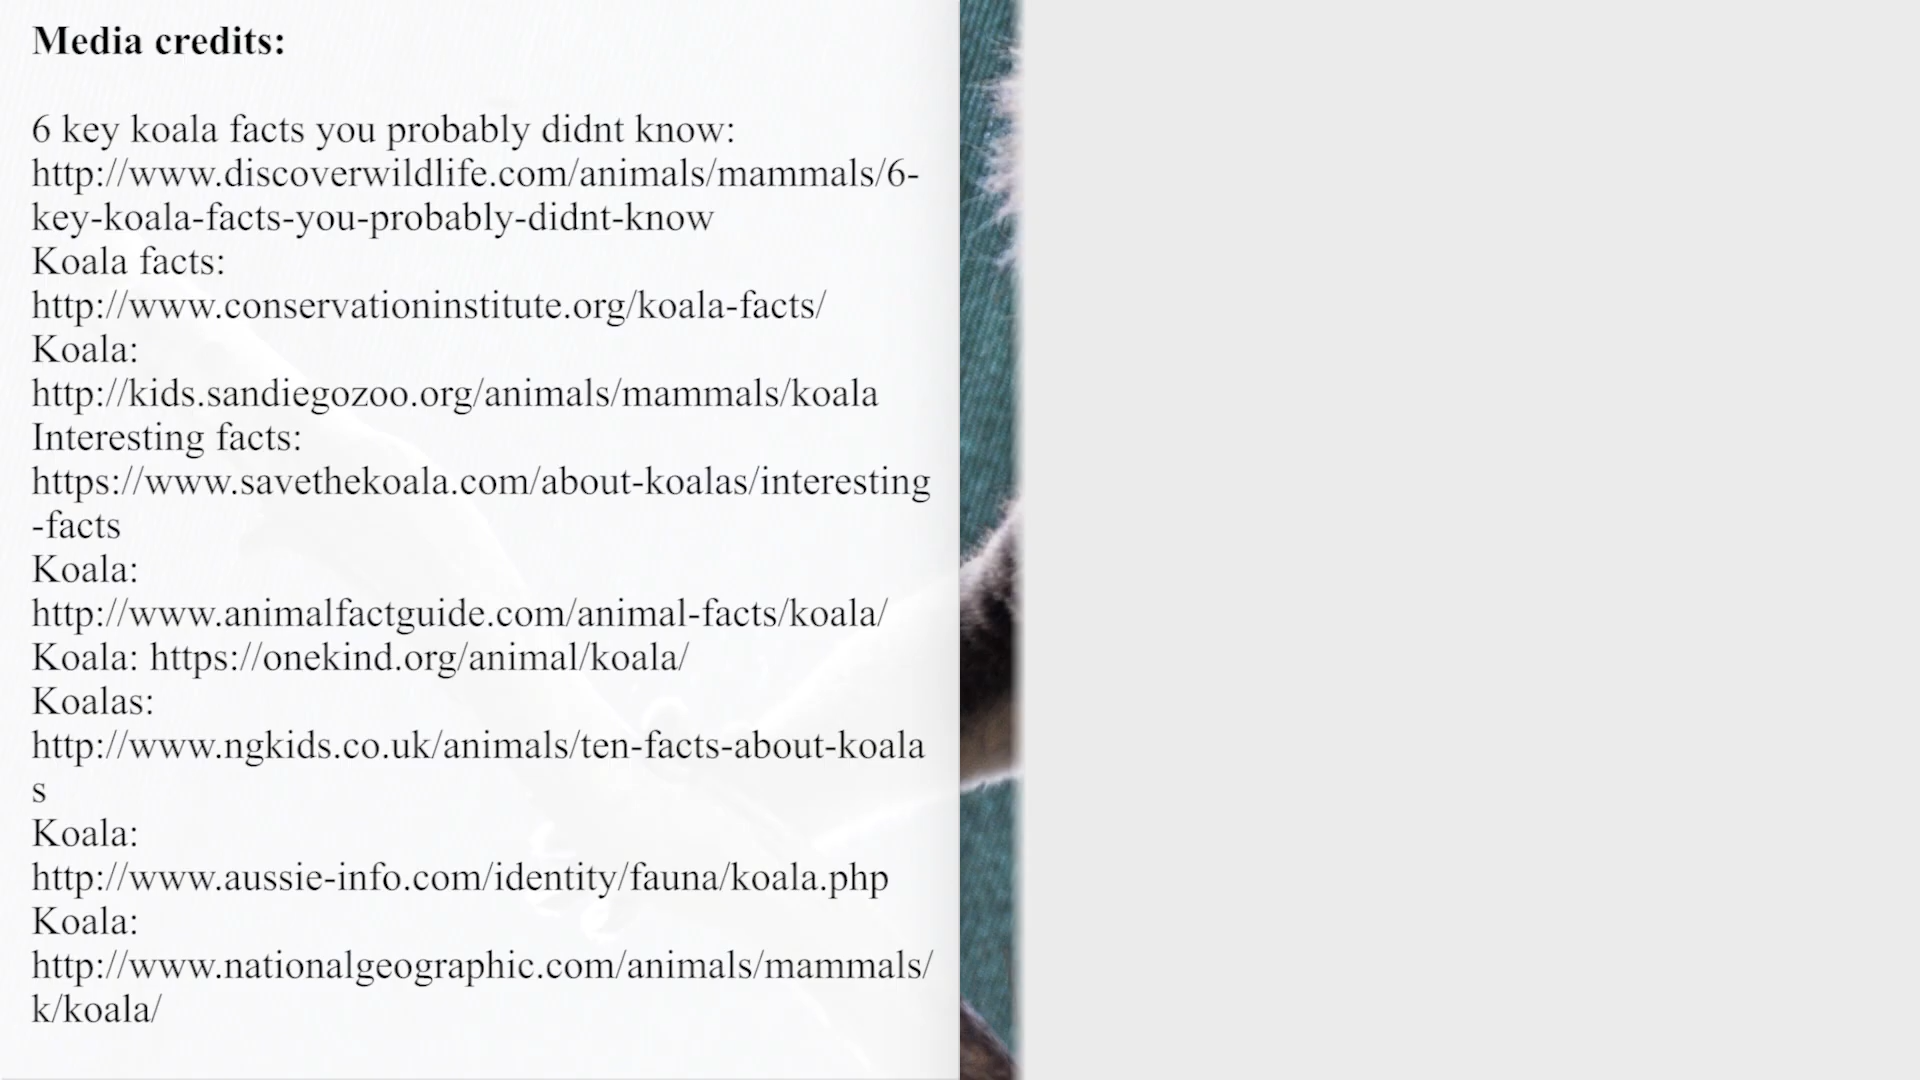 Media credits:
6 key koala facts you probably didnt know:
http://www.discoverwildlife.com/animals/mammals/6-
key-koala-facts-you-probably-didnt-know
Koala facts:
http://www.conservationinstitute.org/koala-facts/
Koala:
http://kids.sandiegozoo.org/animals/mammals/koala
Interesting facts:
https://www.savethekoala.com/about-koalas/interesting
-facts
Koala:
http://www.animalfactguide.com/animal-facts/koala/
Koala: https://onekind.org/animal/koala/
Koalas:
http://www.ngkids.co.uk/animals/ten-facts-about-koala
s
Koala:
http://www.aussie-info.com/identity/fauna/koala.php
Koala:
http://www.nationalgeographic.com/animals/mammals/
k/koala/